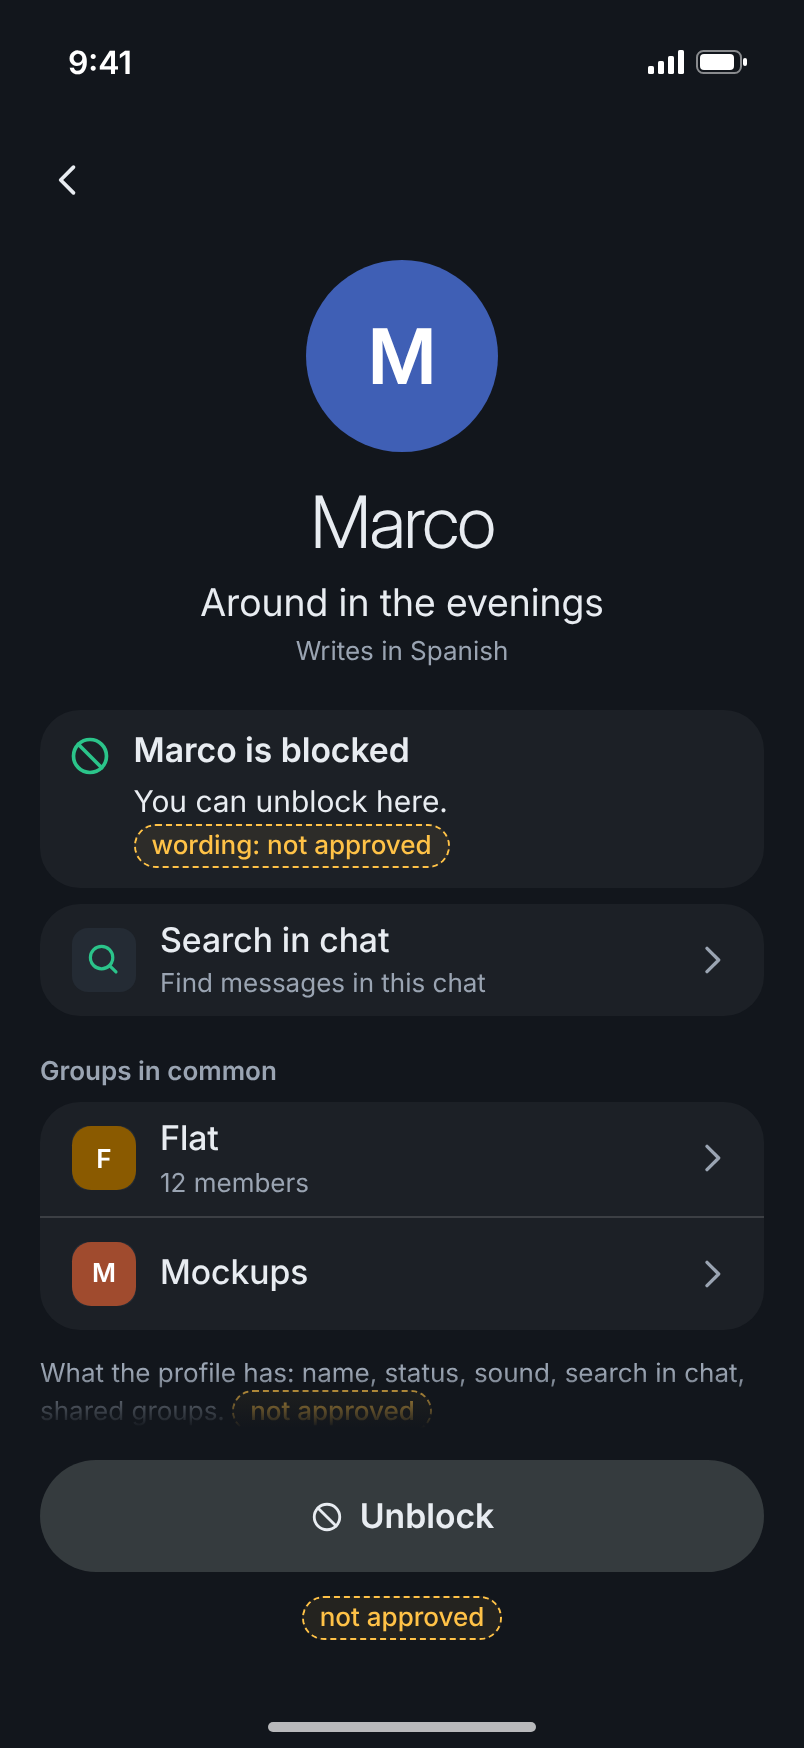 9:41
M
Marco
Around in the evenings
Writes in Spanish
Marco is blocked
You can unblock here.
wording: not approved
Search in chat
Find messages in this chat
Groups in common
F
Flat
12 members
M
Mockups
What the profile has: name, status, sound, search in chat,
shared groups. not approved
Unblock
not approved